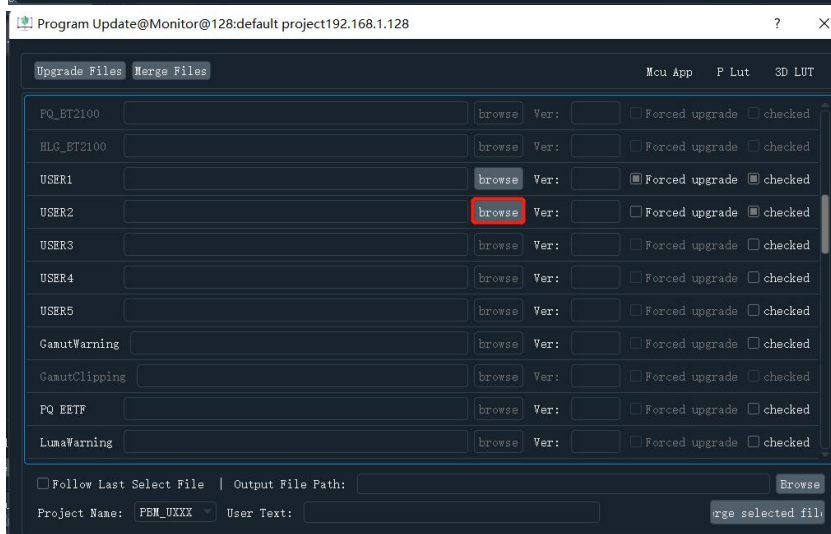 Program Update@Monitor@128:default project192.168.1.128 ? ×
Upgrade Files Merge Files Mcu App P Lut 3D LUT
PQ_BT2100 browse Ver: Forced upgrade checked
HLG_BT2100 browse Ver: Forced upgrade checked
USER1 browse Ver: Forced upgrade checked
USER2 browse Ver: Forced upgrade checked
USER3 browse Ver: Forced upgrade checked
USER4 browse Ver: Forced upgrade checked
USER5 browse Ver: Forced upgrade checked
GamutWarning browse Ver: Forced upgrade checked
GamutClipping browse Ver: Forced upgrade checked
PQ EETF browse Ver: Forced upgrade checked
LumaWarning browse Ver: Forced upgrade checked
Follow Last Select File | Output File Path: Browse
Project Name: PBM_UXXX User Text: rge selected fil